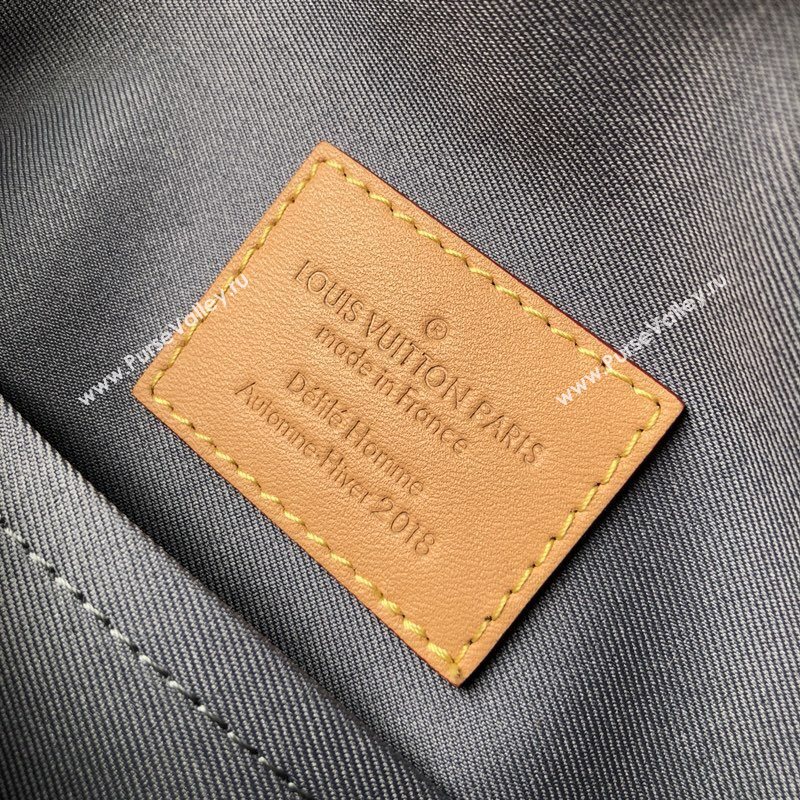 ®
LOUIS VUITTON PARIS
made in France
Défilé Homme
Automne-Hiver 2018
www.PurseValley.ru
www.PurseValley.ru